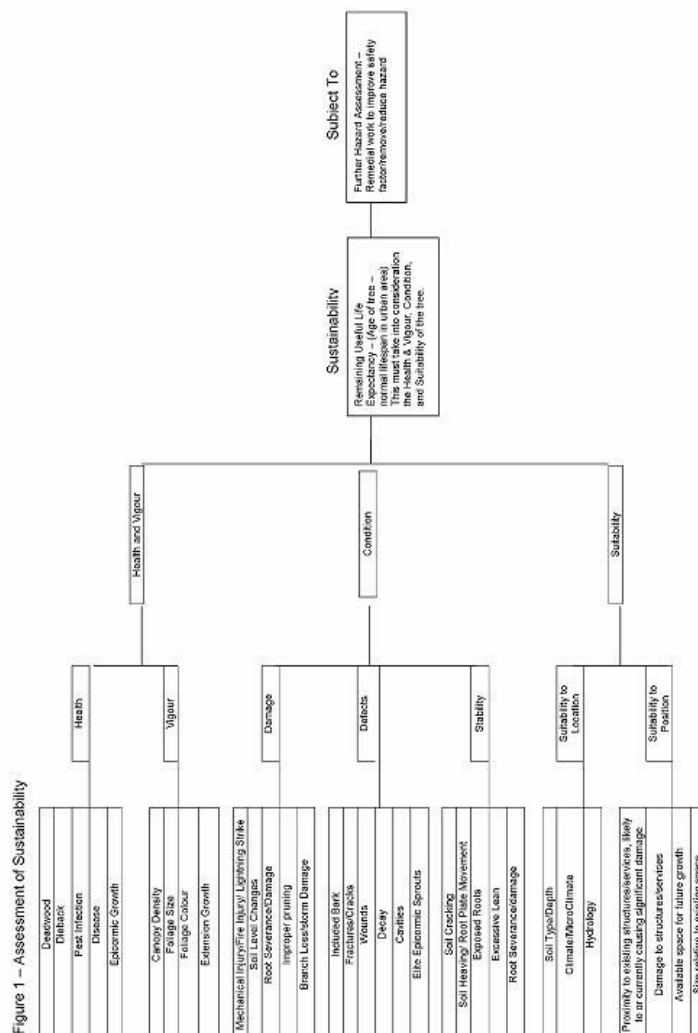 Figure 1 – Assessment of Sustainability
Deadwood
Dieback
Pest Infection
Disease
Epicormic Growth
Canopy Density
Foliage Size
Foliage Colour
Extension Growth
Mechanical Injury/Fire Injury/ Lightning Strike
Soil Level Changes
Root Severance/Damage
Improper pruning
Branch Loss/storm Damage
Included Bark
Fractures/Cracks
Wounds
Decay
Cavities
Elite Epicormic Sprouts
Soil Cracking
Soil Heaving/ Root Plate Movement
Exposed Roots
Excessive Lean
Root Severance/damage
Soil Type/Depth
Climate/MicroClimate
Hydrology
Proximity to existing structures/services, likely
to or currently causing significant damage
Damage to structures/services
Available space for future growth
Size relative to existing space
Health
Vigour
Damage
Defects
Stability
Suitability to
Location
Suitability to
Position
Health and Vigour
Condition
Suitability
Sustainability
Remaining Useful Life
Expectancy – (Age of tree –
normal lifespan in urban area)
This must take into consideration
the Health & Vigour, Condition,
and Suitability of the tree.
Subject To
Further Hazard Assessment –
Remedial work to improve safety
factor/remove/reduce hazard